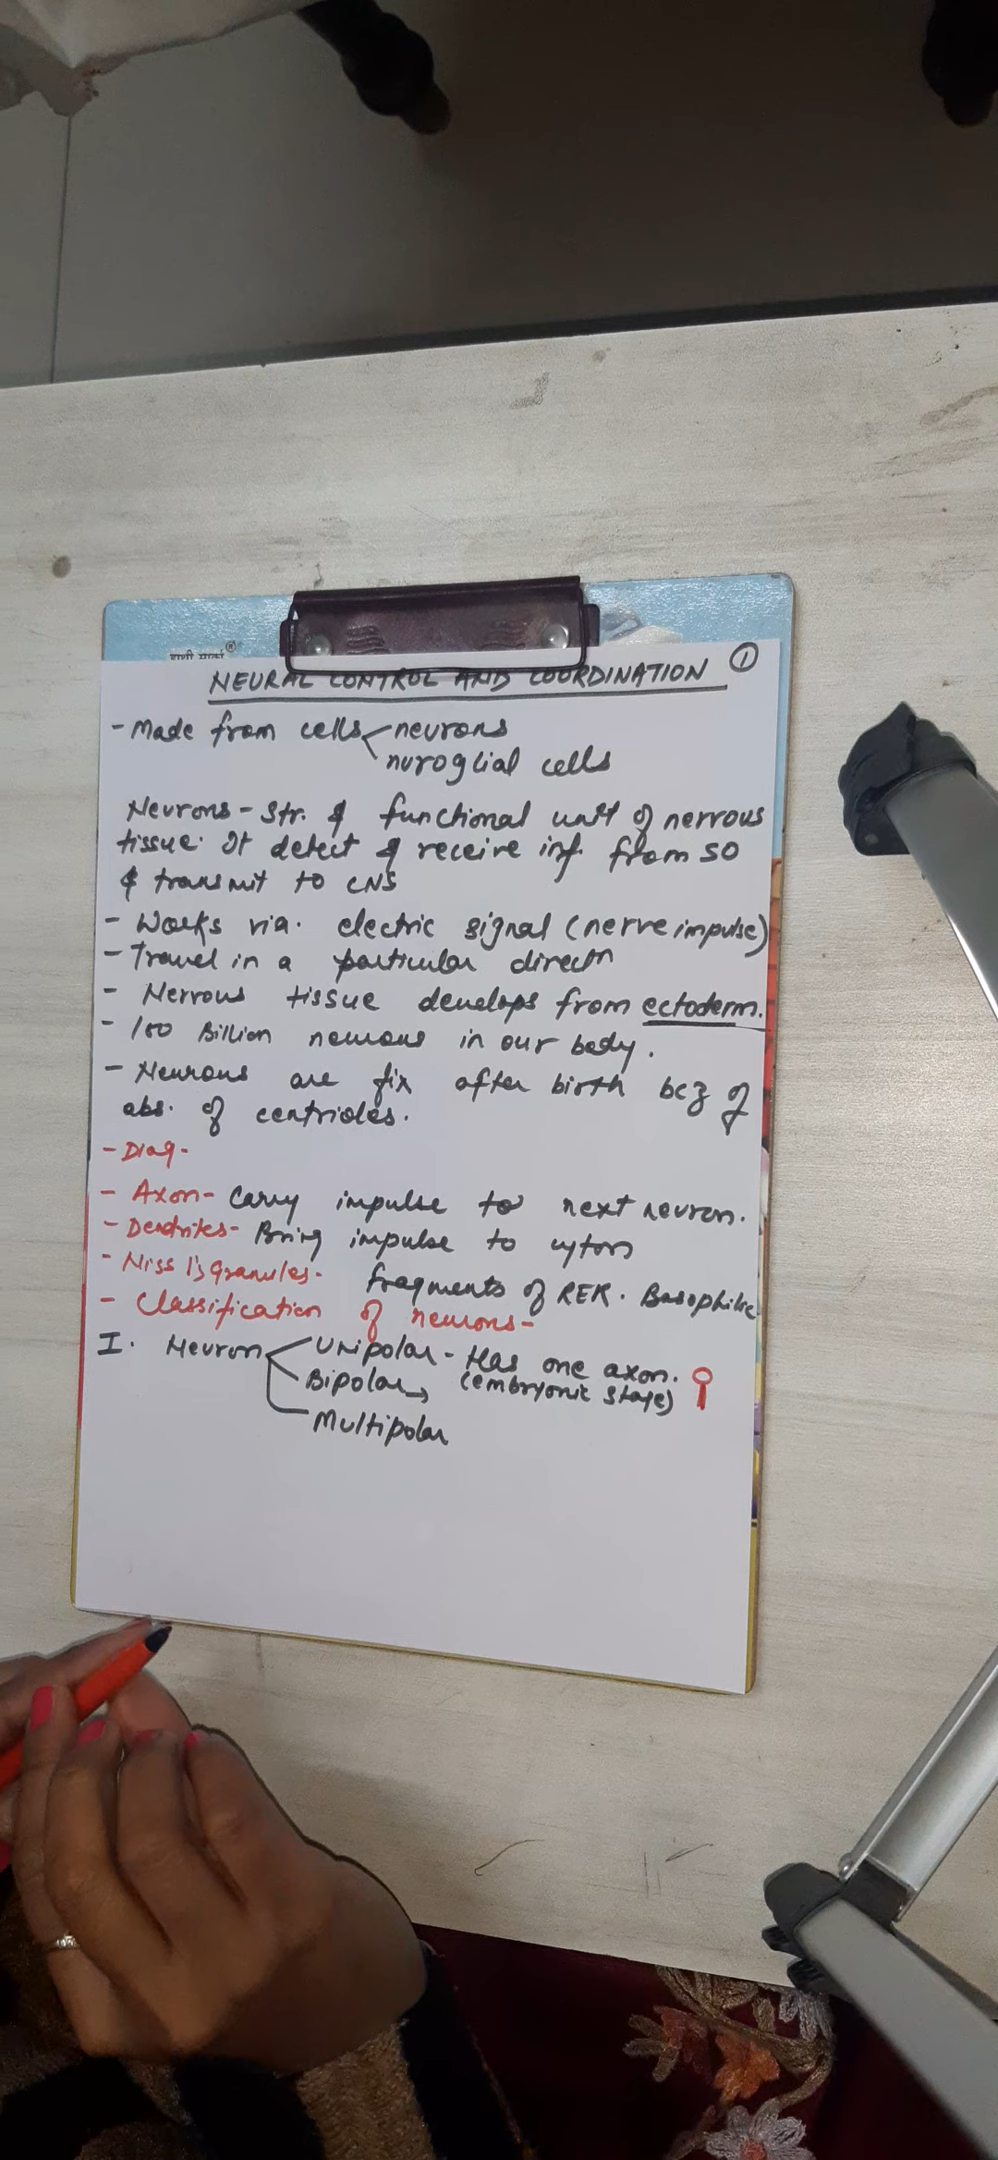 NEURAL CONTROL AND COORDINATION ①
- Made from cells neurons
nuroglial cells
Neurons - Str. & functional unit of nervous
tissue. It detect & receive inf. from SO
& transmit to CNS
- Works via. electric signal (nerve impulse)
- Travel in a particular directn
- Nervous tissue develops from ectoderm.
- 100 Billion neurons in our body.
- Neurons are fix after birth bcz of
abs. of centrioles.
- Diag-
- Axon- Carry impulse to next neuron.
- Dendrites- Bring impulse to cyton
- Nissl's granules- fragments of RER. Basophilic
- Classification of neurons-
I. Neuron Unipolar - Has one axon.
Bipolar → (embryonic stage)
Multipolar